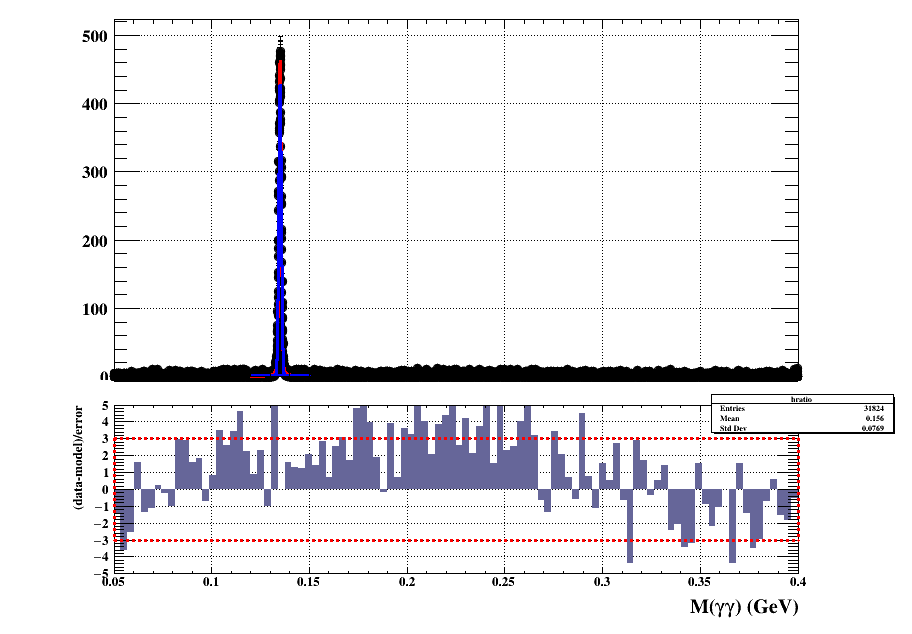 500
400
300
200
100
0
hratio
Entries 31824
Mean 0.156
Std Dev 0.0769
(data-model)/error
5
4
3
2
1
0
−1
−2
−3
−4
−5
0.05 0.1 0.15 0.2 0.25 0.3 0.35 0.4
M(γγ) (GeV)